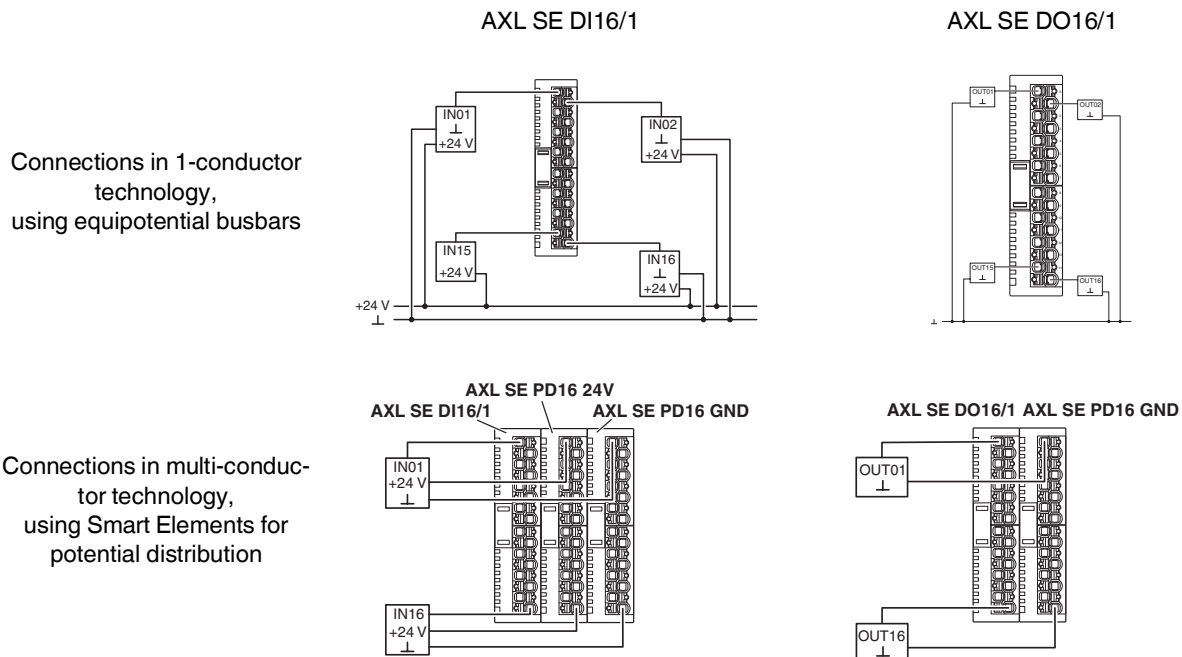 AXL SE DI16/1
AXL SE DO16/1
Connections in 1-conductor
technology,
using equipotential busbars
IN01
⊥
+24 V
IN02
⊥
+24 V
IN15
+24 V
IN16
⊥
+24 V
+24 V
⊥
OUT01
⊥
OUT02
⊥
OUT15
⊥
OUT16
⊥
⊥
Connections in multi-conduc-
tor technology,
using Smart Elements for
potential distribution
AXL SE PD16 24V
AXL SE DI16/1
AXL SE PD16 GND
IN01
+24 V
⊥
IN16
+24 V
⊥
AXL SE DO16/1 AXL SE PD16 GND
OUT01
⊥
OUT16
⊥